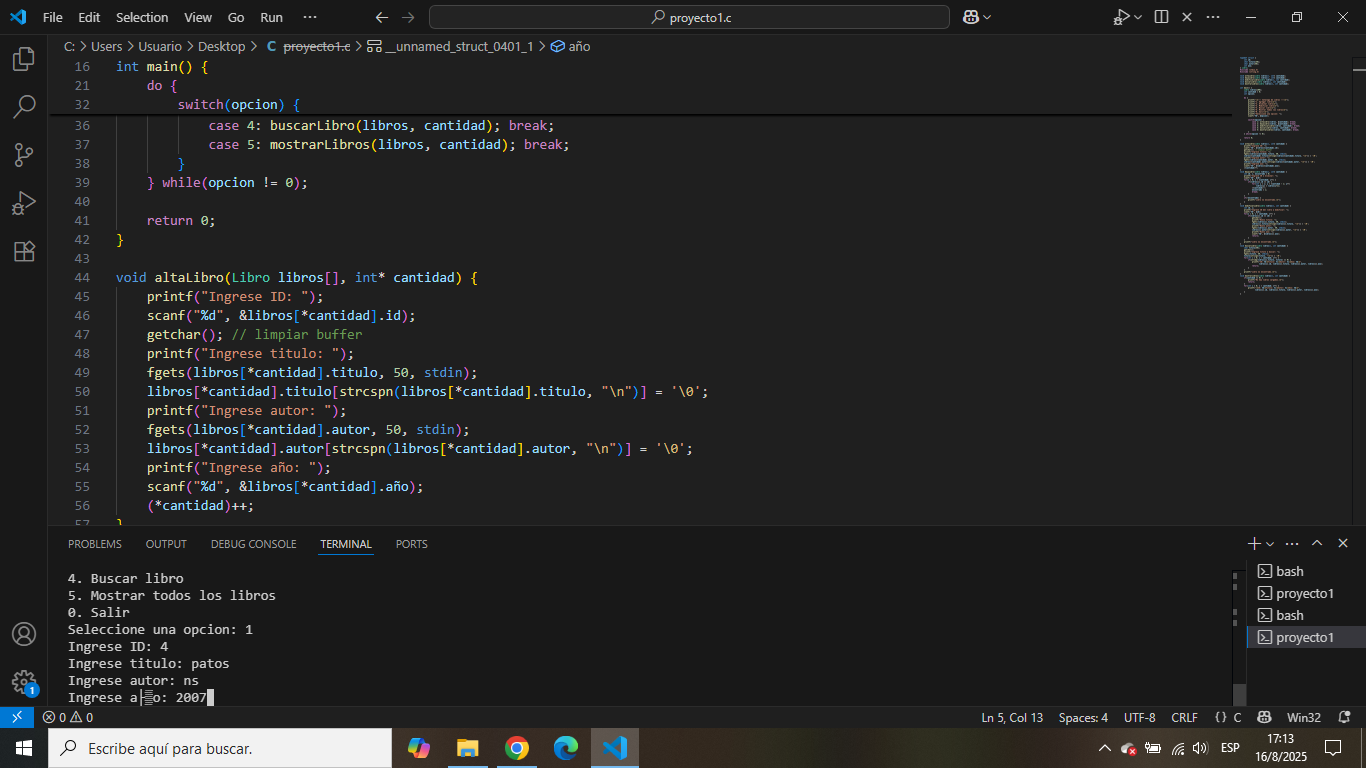 File Edit Selection View Go Run ··· proyecto1.c
C: > Users > Usuario > Desktop > C proyecto1.c > __unnamed_struct_0401_1 > año
16 int main() {
21 do {
32 switch(opcion) {
36 case 4: buscarLibro(libros, cantidad); break;
37 case 5: mostrarLibros(libros, cantidad); break;
38 }
39 } while(opcion != 0);
40
41 return 0;
42 }
43
44 void altaLibro(Libro libros[], int* cantidad) {
45 printf("Ingrese ID: ");
46 scanf("%d", &libros[*cantidad].id);
47 getchar(); // limpiar buffer
48 printf("Ingrese titulo: ");
49 fgets(libros[*cantidad].titulo, 50, stdin);
50 libros[*cantidad].titulo[strcspn(libros[*cantidad].titulo, "\n")] = '\0';
51 printf("Ingrese autor: ");
52 fgets(libros[*cantidad].autor, 50, stdin);
53 libros[*cantidad].autor[strcspn(libros[*cantidad].autor, "\n")] = '\0';
54 printf("Ingrese año: ");
55 scanf("%d", &libros[*cantidad].año);
56 (*cantidad)++;
57 }
PROBLEMS OUTPUT DEBUG CONSOLE TERMINAL PORTS
4. Buscar libro
5. Mostrar todos los libros
0. Salir
Seleccione una opcion: 1
Ingrese ID: 4
Ingrese titulo: patos
Ingrese autor: ns
Ingrese a├▒o: 2007
bash
proyecto1
bash
proyecto1
1
0 0 Ln 5, Col 13 Spaces: 4 UTF-8 CRLF {} C Win32
Escribe aquí para buscar. ESP
17:13
16/8/2025